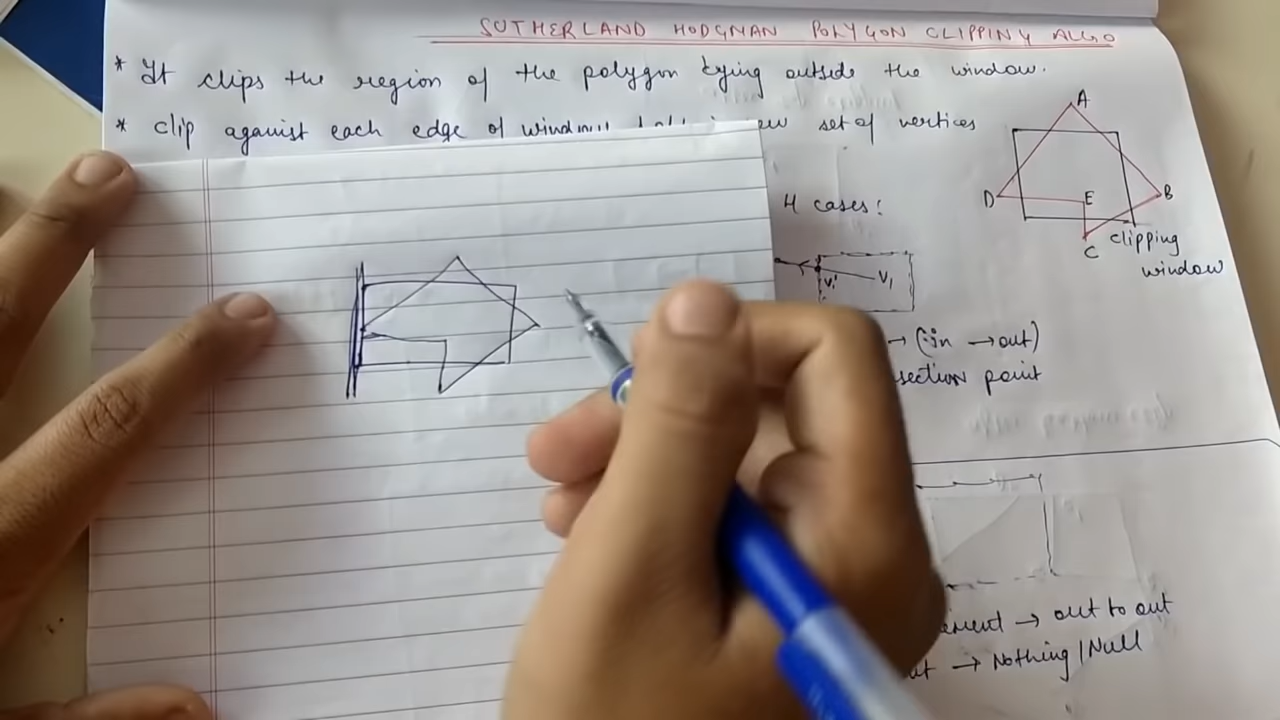 SUTHERLAND HODGMAN POLYGON CLIPPING ALGO
* It clips the region of the polygon lying outside the window.
* clip against each edge of window set of vertices
A
4 cases:
D
E
B
C
clipping
window
V1'
V1
→ (in → out)
section point
→ out to out
→ Nothing/Null